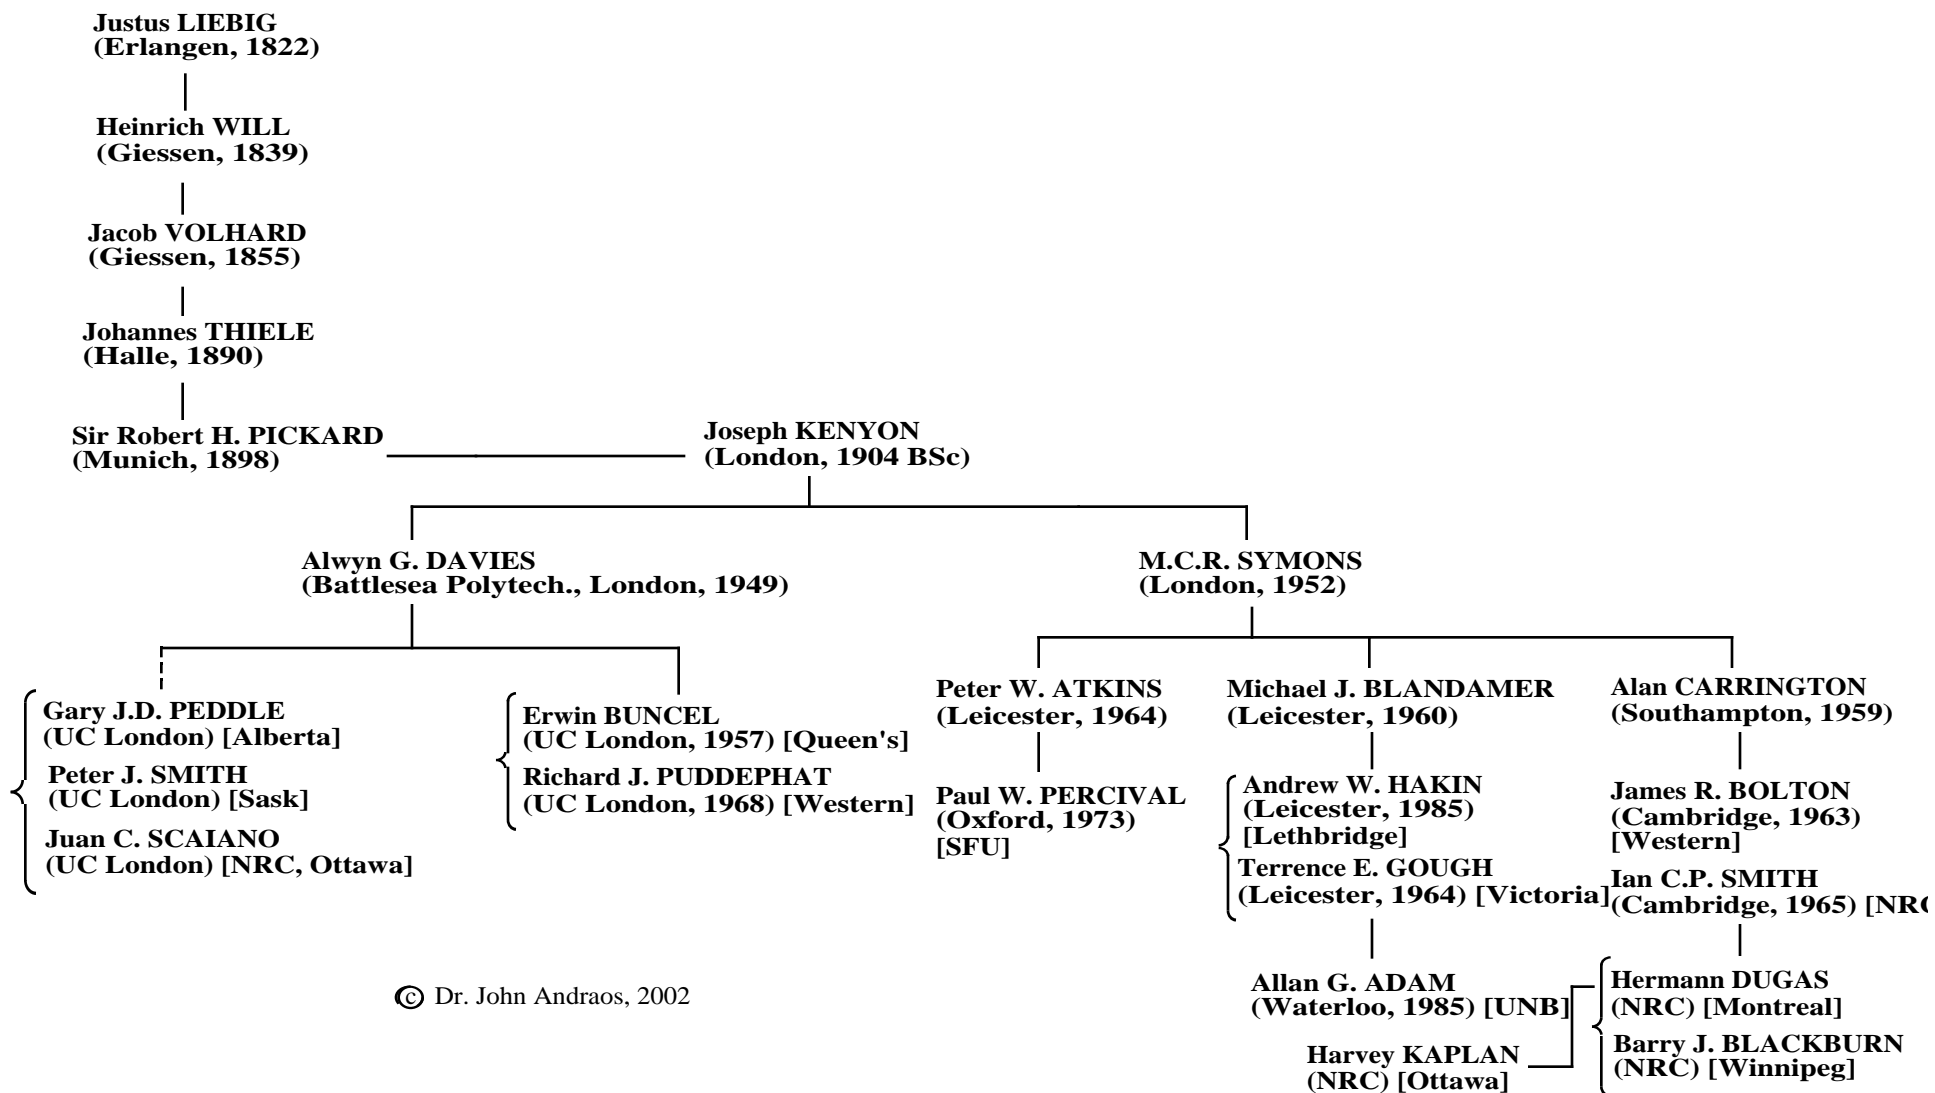 Justus LIEBIG
(Erlangen, 1822)
Heinrich WILL
(Giessen, 1839)
Jacob VOLHARD
(Giessen, 1855)
Johannes THIELE
(Halle, 1890)
Sir Robert H. PICKARD
(Munich, 1898)
Joseph KENYON
(London, 1904 BSc)
Alwyn G. DAVIES
(Battlesea Polytech., London, 1949)
M.C.R. SYMONS
(London, 1952)
Gary J.D. PEDDLE
(UC London) [Alberta]
Peter J. SMITH
(UC London) [Sask]
Juan C. SCAIANO
(UC London) [NRC, Ottawa]
Erwin BUNCEL
(UC London, 1957) [Queen's]
Richard J. PUDDEPHAT
(UC London, 1968) [Western]
Peter W. ATKINS
(Leicester, 1964)
Paul W. PERCIVAL
(Oxford, 1973)
[SFU]
Michael J. BLANDAMER
(Leicester, 1960)
Andrew W. HAKIN
(Leicester, 1985)
[Lethbridge]
Terrence E. GOUGH
(Leicester, 1964) [Victoria]
Allan G. ADAM
(Waterloo, 1985) [UNB]
Harvey KAPLAN
(NRC) [Ottawa]
Alan CARRINGTON
(Southampton, 1959)
James R. BOLTON
(Cambridge, 1963)
[Western]
Ian C.P. SMITH
(Cambridge, 1965) [NRC
Hermann DUGAS
(NRC) [Montreal]
Barry J. BLACKBURN
(NRC) [Winnipeg]
© Dr. John Andraos, 2002